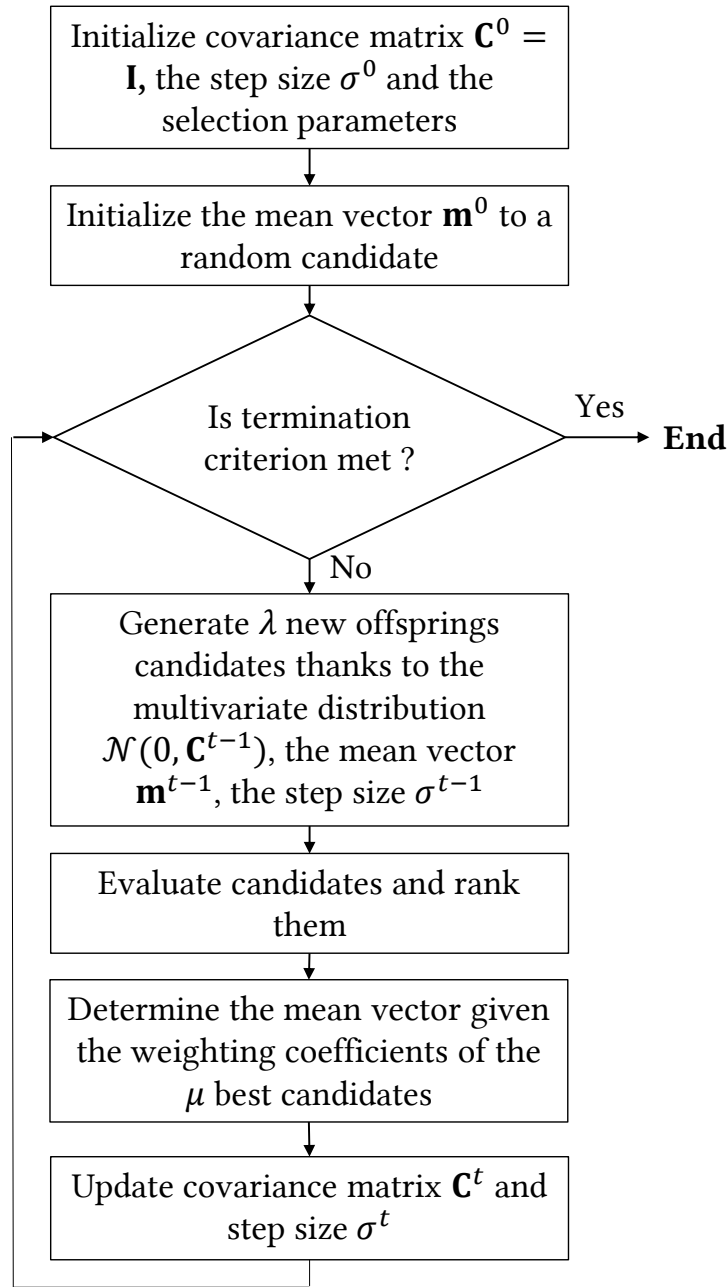 Initialize covariance matrix 𝐂⁰ =
𝐈, the step size 𝜎⁰ and the
selection parameters
Initialize the mean vector 𝐦⁰ to a
random candidate
Is termination
criterion met ?
Yes
End
No
Generate 𝜆 new offsprings
candidates thanks to the
multivariate distribution
𝒩(0, 𝐂ᵗ⁻¹), the mean vector
𝐦ᵗ⁻¹, the step size 𝜎ᵗ⁻¹
Evaluate candidates and rank
them
Determine the mean vector given
the weighting coefficients of the
𝜇 best candidates
Update covariance matrix 𝐂ᵗ and
step size 𝜎ᵗ